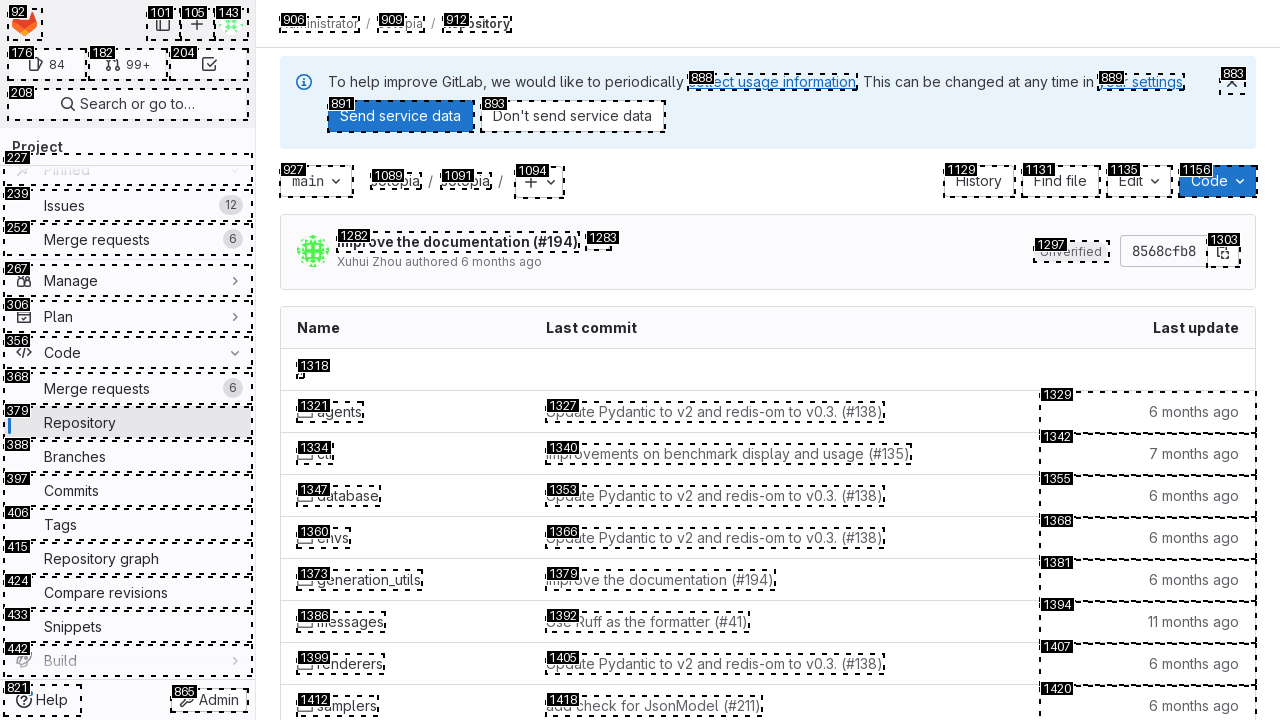 92
101
105
143
176
84
182
99+
204
208
Search or go to…
Project
227
Pinned
239
Issues
12
252
Merge requests
6
267
Manage
306
Plan
356
Code
368
Merge requests
6
379
Repository
388
Branches
397
Commits
406
Tags
415
Repository graph
424
Compare revisions
433
Snippets
442
Build
821
Help
865
Admin
906
909
912
Administrator / sotopia / Repository
To help improve GitLab, we would like to periodically 888 collect usage information. This can be changed at any time in 889 your settings.
883
891
Send service data
893
Don't send service data
927
main
1089
sotopia /
1091
sotopia /
1094
1129
History
1131
Find file
1135
Edit
1156
Code
1282
Improve the documentation (#194)
1283
Xuhui Zhou authored 6 months ago
1297
Unverified
8568cfb8
1303
Name Last commit Last update
1318
..
1321 1327 1329
agents Update Pydantic to v2 and redis-om to v0.3. (#138) 6 months ago
1334 1340 1342
cli Improvements on benchmark display and usage (#135) 7 months ago
1347 1353 1355
database Update Pydantic to v2 and redis-om to v0.3. (#138) 6 months ago
1360 1366 1368
envs Update Pydantic to v2 and redis-om to v0.3. (#138) 6 months ago
1373 1379 1381
generation_utils Improve the documentation (#194) 6 months ago
1386 1392 1394
messages Use Ruff as the formatter (#41) 11 months ago
1399 1405 1407
renderers Update Pydantic to v2 and redis-om to v0.3. (#138) 6 months ago
1412 1418 1420
samplers add check for JsonModel (#211) 6 months ago